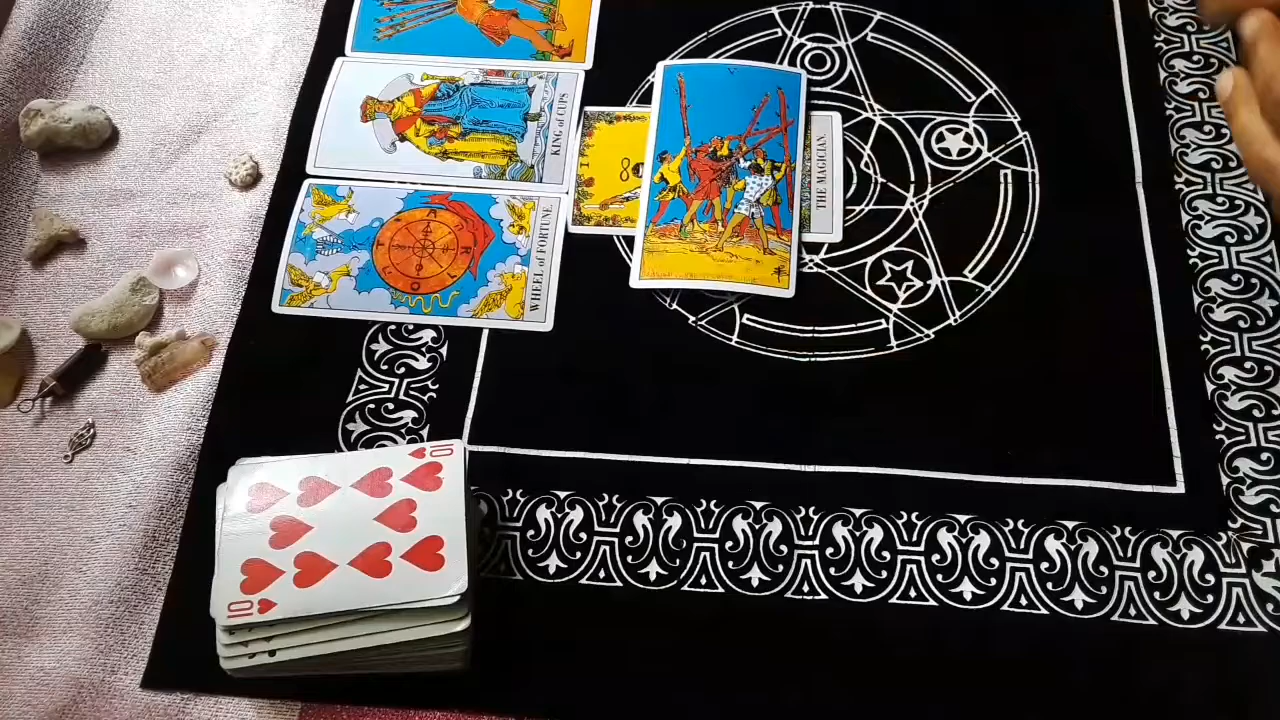 KING of CUPS
WHEEL of FORTUNE.
I
THE MAGICIAN.
V
10
10